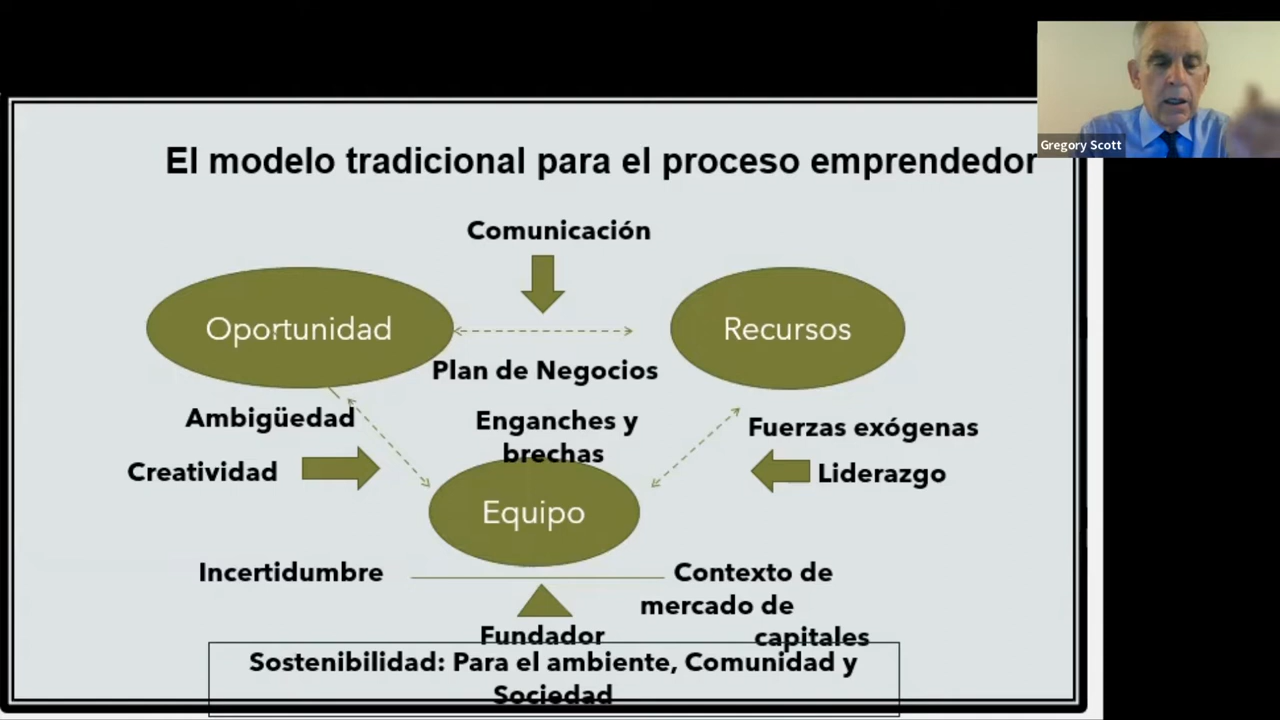 Gregory Scott
El modelo tradicional para el proceso emprendedor
Comunicación
Oportunidad
Recursos
Plan de Negocios
Ambigüedad
Enganches y
brechas
Fuerzas exógenas
Creatividad
Liderazgo
Equipo
Incertidumbre
Contexto de
mercado de
capitales
Fundador
Sostenibilidad: Para el ambiente, Comunidad y
Sociedad